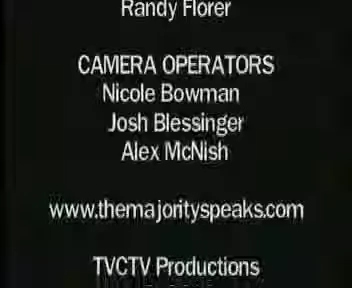 Randy Florer
CAMERA OPERATORS
Nicole Bowman
Josh Blessinger
Alex McNish
www.themajorityspeaks.com
TVCTV Productions